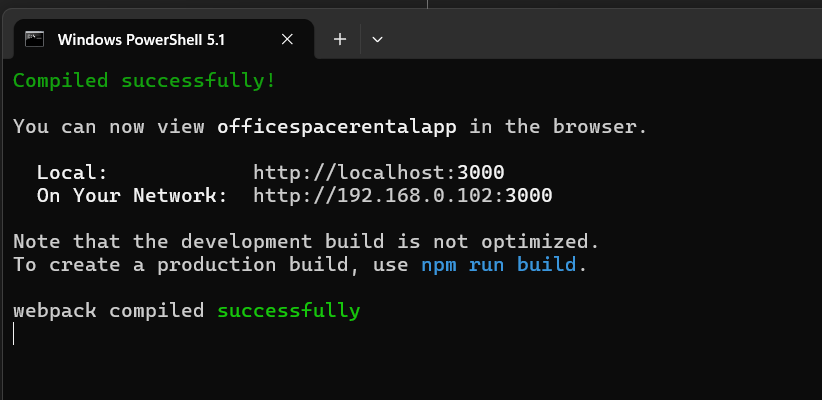 Windows PowerShell 5.1
Compiled successfully!
You can now view officespacerentalapp in the browser.
Local: http://localhost:3000
On Your Network: http://192.168.0.102:3000
Note that the development build is not optimized.
To create a production build, use npm run build.
webpack compiled successfully